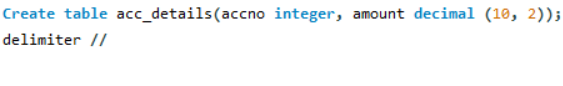 Create table acc_details(accno integer, amount decimal (10, 2));
delimiter //